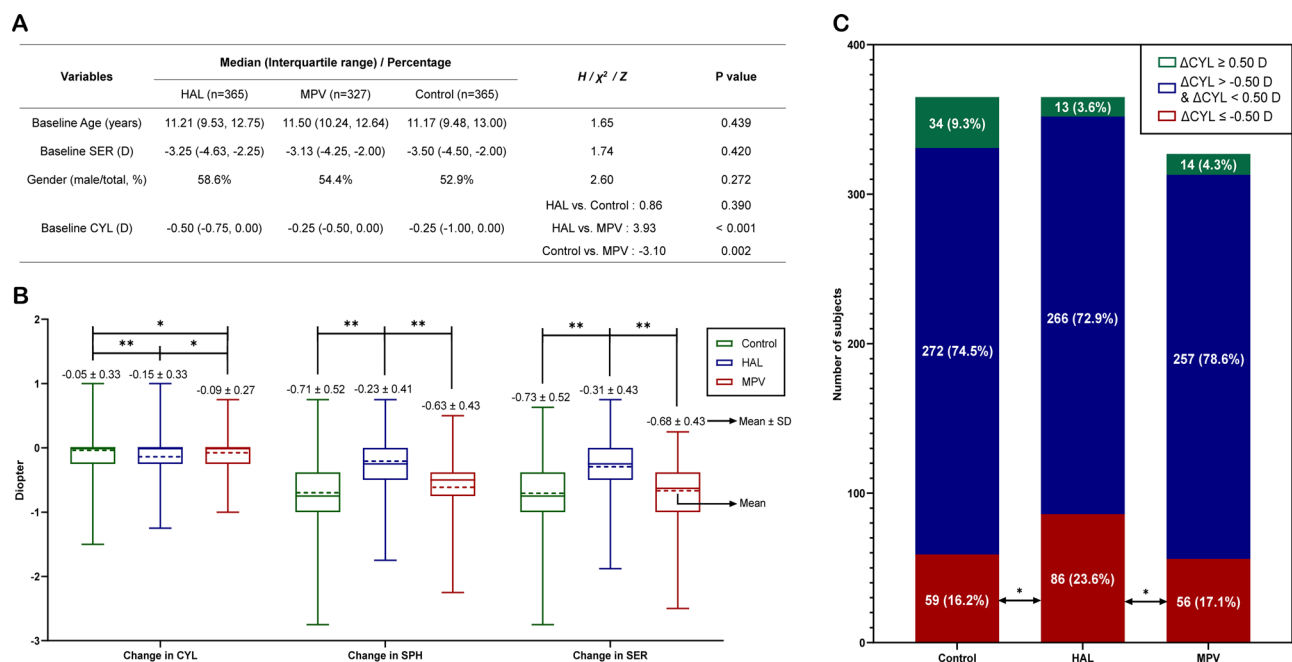 A
Variables
Median (Interquartile range) / Percentage
H / χ² / Z
P value
HAL (n=365) MPV (n=327) Control (n=365)
Baseline Age (years) 11.21 (9.53, 12.75) 11.50 (10.24, 12.64) 11.17 (9.48, 13.00) 1.65 0.439
Baseline SER (D) -3.25 (-4.63, -2.25) -3.13 (-4.25, -2.00) -3.50 (-4.50, -2.00) 1.74 0.420
Gender (male/total, %) 58.6% 54.4% 52.9% 2.60 0.272
HAL vs. Control : 0.86 0.390
Baseline CYL (D) -0.50 (-0.75, 0.00) -0.25 (-0.50, 0.00) -0.25 (-1.00, 0.00) HAL vs. MPV : 3.93 < 0.001
Control vs. MPV : -3.10 0.002
B
Diopter
2
1
0
-1
-2
-3
*
** *
-0.05 ± 0.33 -0.15 ± 0.33
-0.09 ± 0.27
** **
-0.71 ± 0.52 -0.23 ± 0.41
-0.63 ± 0.43
** **
-0.73 ± 0.52 -0.31 ± 0.43
-0.68 ± 0.43 Mean ± SD
Mean
Control
HAL
MPV
Change in CYL Change in SPH Change in SER
C
Number of subjects
400
300
200
100
0
ΔCYL ≥ 0.50 D
ΔCYL > -0.50 D
& ΔCYL < 0.50 D
ΔCYL ≤ -0.50 D
34 (9.3%) 13 (3.6%) 14 (4.3%)
272 (74.5%) 266 (72.9%) 257 (78.6%)
59 (16.2%) * 86 (23.6%) * 56 (17.1%)
Control HAL MPV